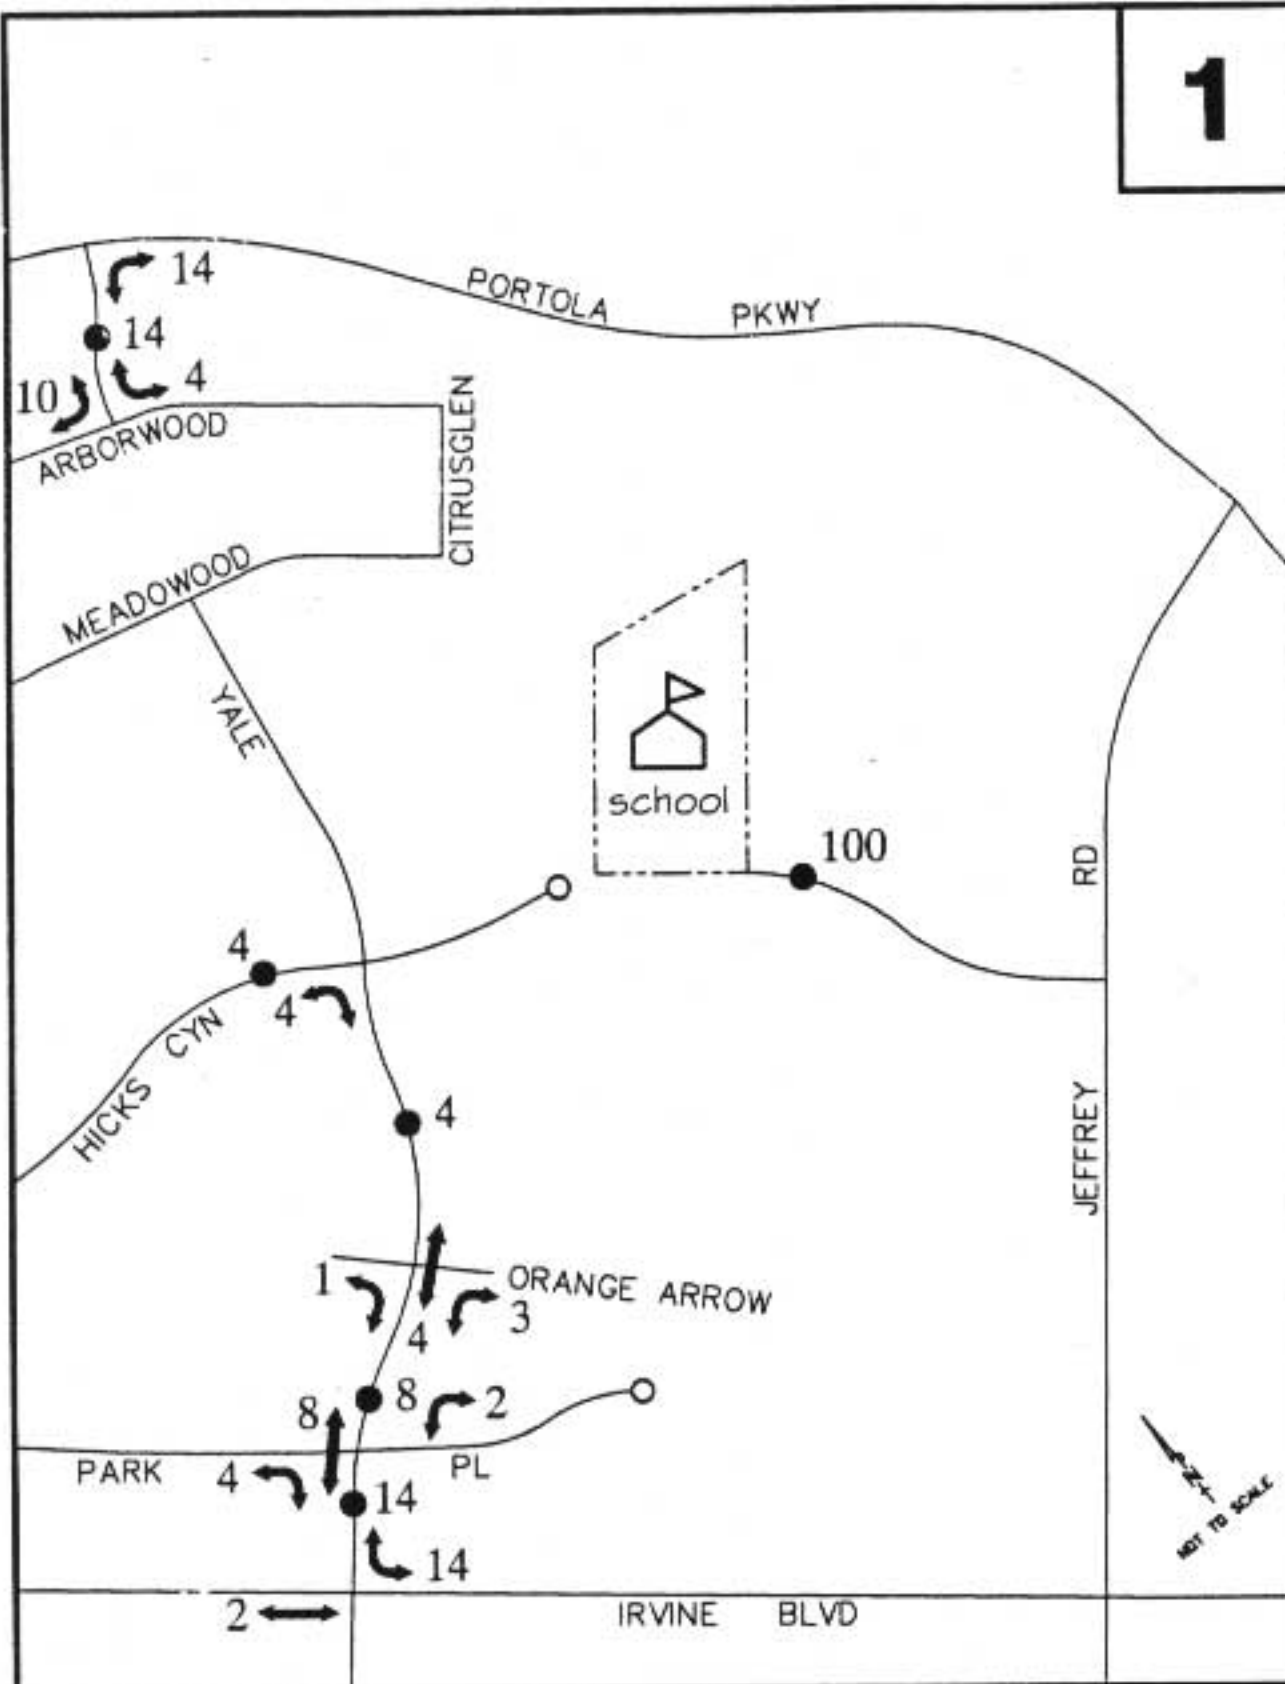 1
14
PORTOLA PKWY
14
10
4
ARBORWOOD
CITRUSGLEN
MEADOWOOD
YALE
school
100
RD
4
4
HICKS CYN
4
JEFFREY
1
ORANGE ARROW
3
4
8
8
2
PARK PL
4
14
14
NOT TO SCALE
2
IRVINE BLVD